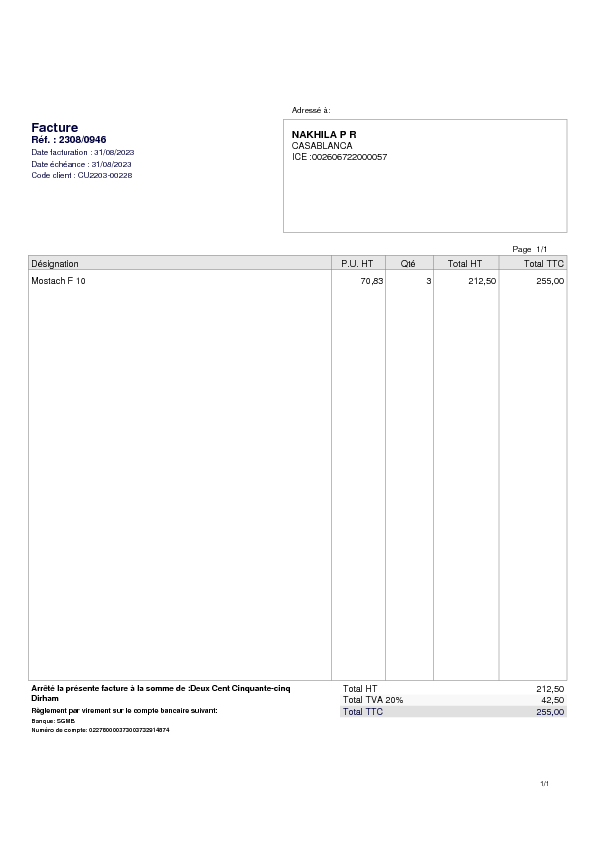 Adressé à:
Facture
Réf. : 2308/0946
Date facturation : 31/08/2023
Date échéance : 31/08/2023
Code client : CU2203-00228
NAKHILA P R
CASABLANCA
ICE :002606722000057
Page 1/1
Désignation P.U. HT Qté Total HT Total TTC
Mostach F 10 70,83 3 212,50 255,00
Arrêté la présente facture à la somme de :Deux Cent Cinquante-cinq
Dirham
Règlement par virement sur le compte bancaire suivant:
Banque: SGMB
Numéro de compte: 022780000373003732914874
Total HT 212,50
Total TVA 20% 42,50
Total TTC 255,00
1/1